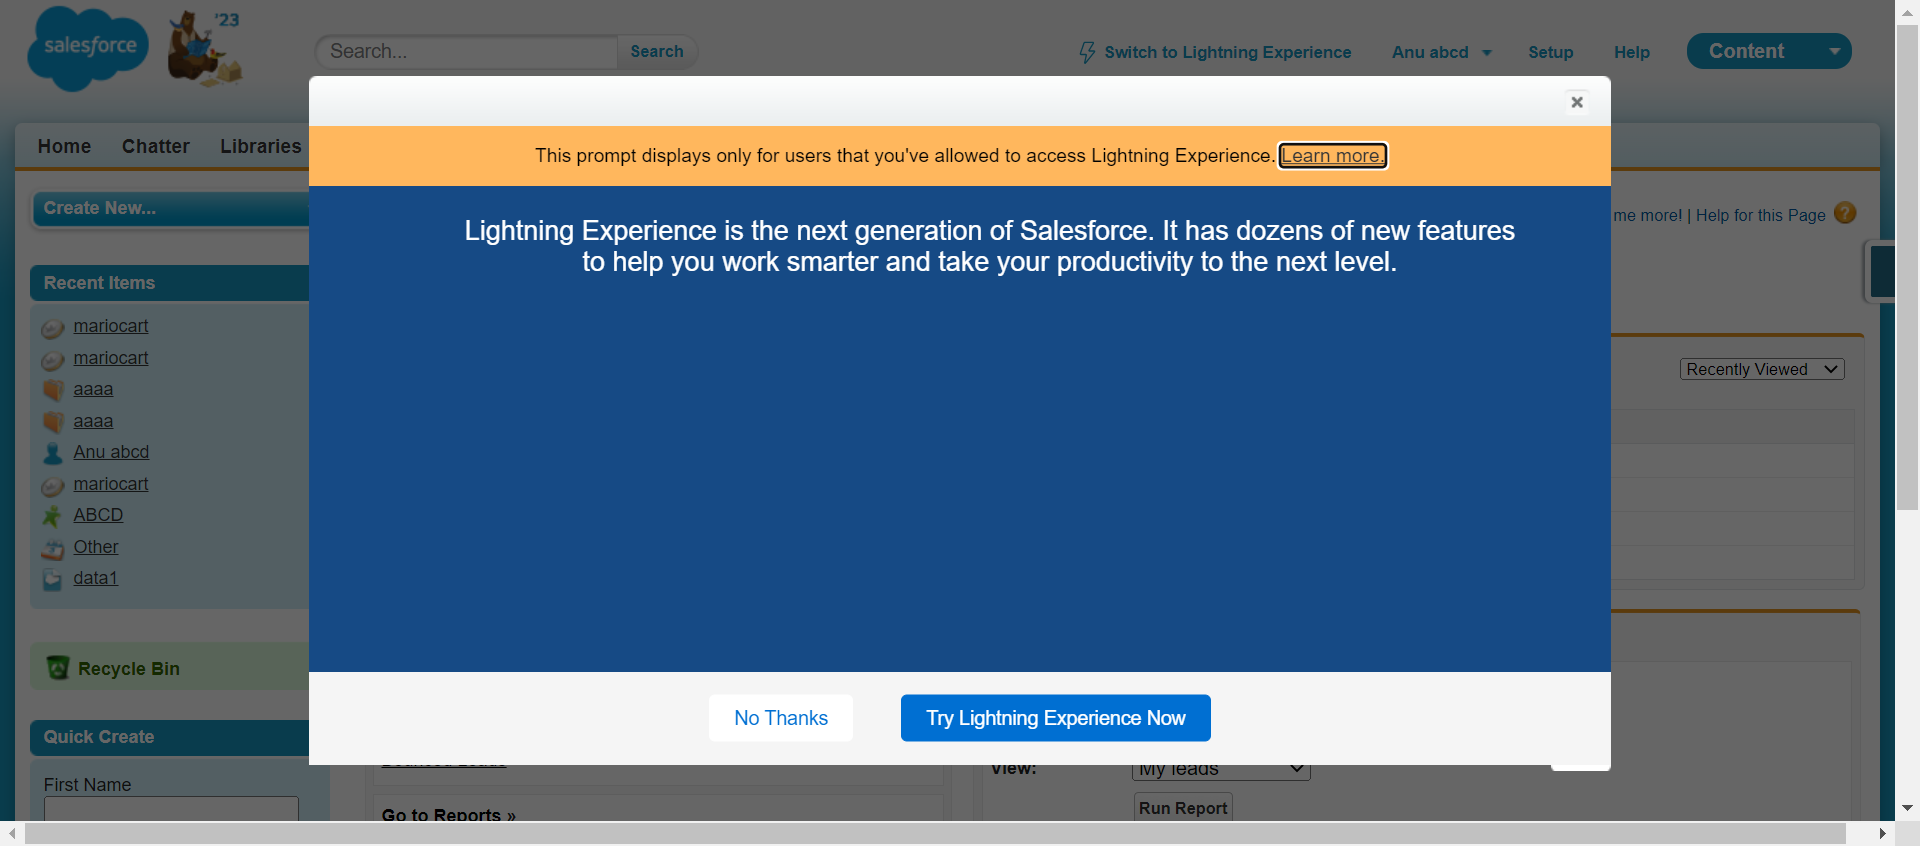 salesforce
'23
Search...
Search
Switch to Lightning Experience
Anu abcd
Setup
Help
Content
Home
Chatter
Libraries
This prompt displays only for users that you've allowed to access Lightning Experience. Learn more.
Lightning Experience is the next generation of Salesforce. It has dozens of new features
to help you work smarter and take your productivity to the next level.
No Thanks
Try Lightning Experience Now
Create New...
Recent Items
mariocart
mariocart
aaaa
aaaa
Anu abcd
mariocart
ABCD
Other
data1
Recycle Bin
Quick Create
First Name
me more! | Help for this Page
Recently Viewed
Go to Reports »
View:
My leads
Run Report